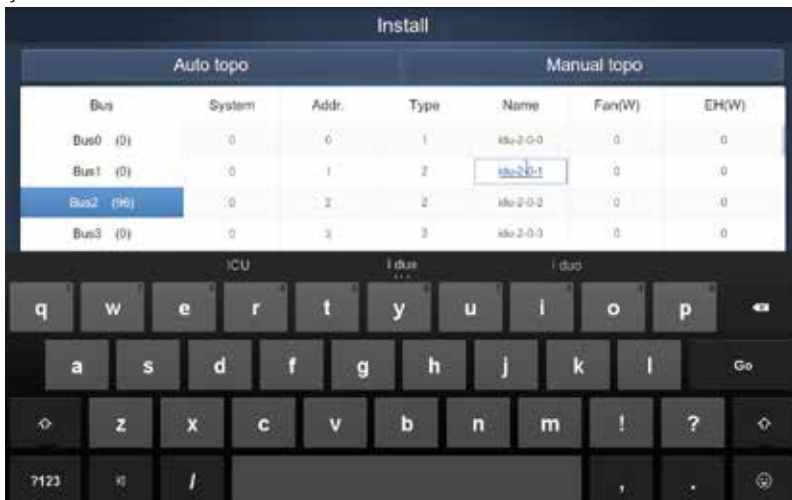 Install
Auto topo Manual topo
Bus System Addr. Type Name Fan(W) EH(W)
Bus0 (0) 0 0 1 idu-2-0-0 0 0
Bus1 (0) 0 1 2 idu-2-0-1 0 0
Bus2 (96) 0 2 2 idu-2-0-2 0 0
Bus3 (0) 0 3 2 idu-2-0-3 0 0
ICU I due I duo
q w e r t y u i o p
a s d f g h j k l Go
z x c v b n m ! ?
?123 / , .